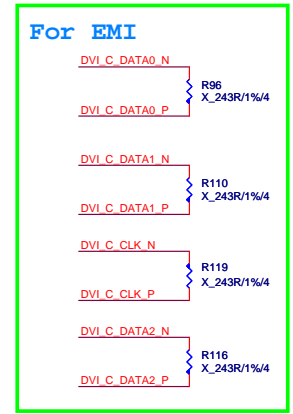 For EMI
DVI_C_DATA0_N
R96
X_243R/1%/4
DVI_C_DATA0_P
DVI_C_DATA1_N
R110
X_243R/1%/4
DVI_C_DATA1_P
DVI_C_CLK_N
R119
X_243R/1%/4
DVI_C_CLK_P
DVI_C_DATA2_N
R116
X_243R/1%/4
DVI_C_DATA2_P